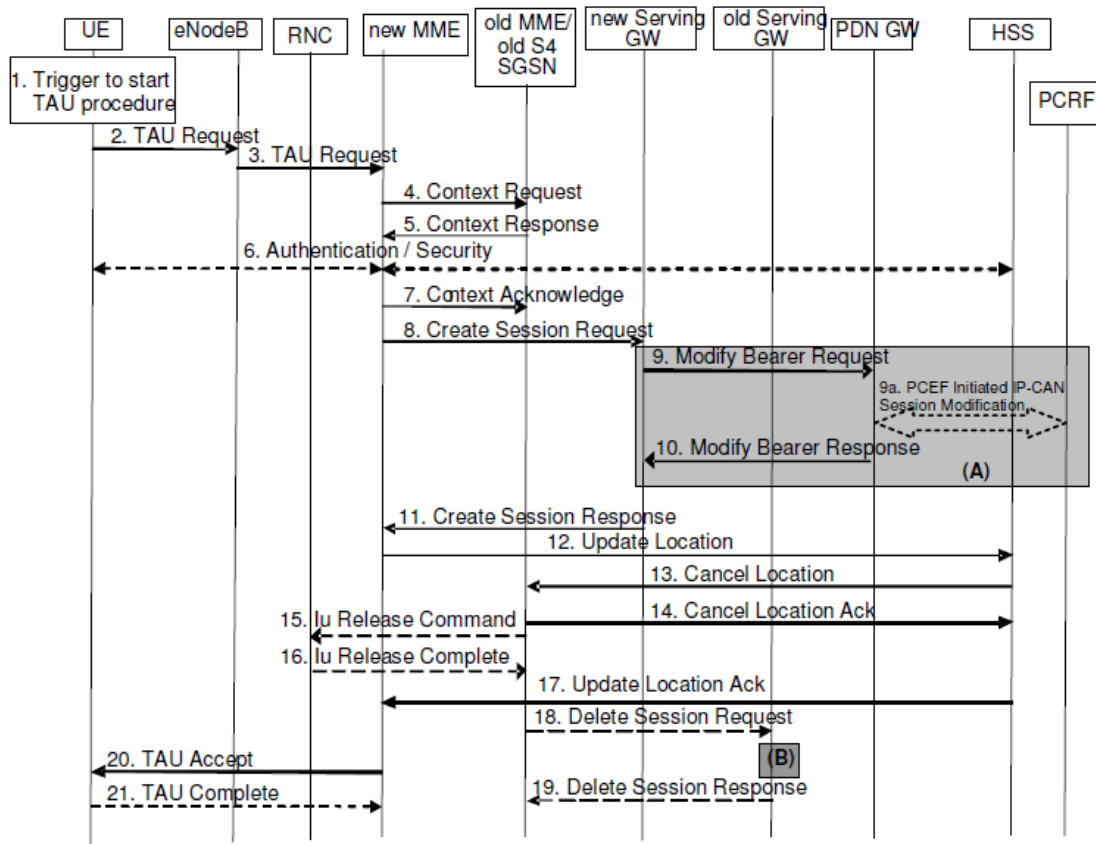 UE
eNodeB
RNC
new MME
old MME/
old S4
SGSN
new Serving
GW
old Serving
GW
PDN GW
HSS
PCRF
1. Trigger to start
TAU procedure
2. TAU Request
3. TAU Request
4. Context Request
5. Context Response
6. Authentication / Security
7. Context Acknowledge
8. Create Session Request
9. Modify Bearer Request
9a. PCEF Initiated IP-CAN
Session Modification
10. Modify Bearer Response
(A)
11. Create Session Response
12. Update Location
13. Cancel Location
14. Cancel Location Ack
15. Iu Release Command
16. Iu Release Complete
17. Update Location Ack
18. Delete Session Request
(B)
20. TAU Accept
19. Delete Session Response
21. TAU Complete